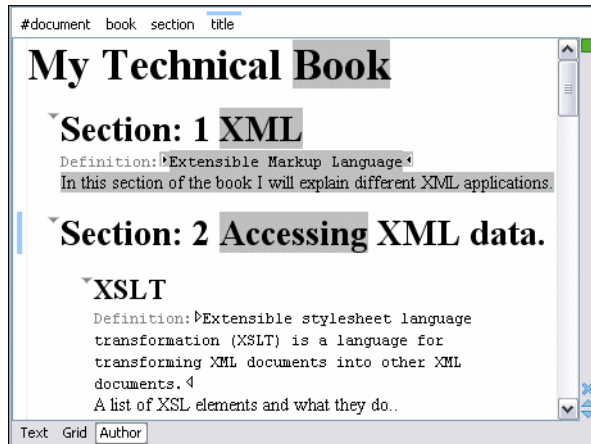 #document book section title
My Technical Book
Section: 1 XML
Definition: Extensible Markup Language
In this section of the book I will explain different XML applications.
Section: 2 Accessing XML data.
XSLT
Definition: Extensible stylesheet language
transformation (XSLT) is a language for
transforming XML documents into other XML
documents.
A list of XSL elements and what they do..
Text Grid Author